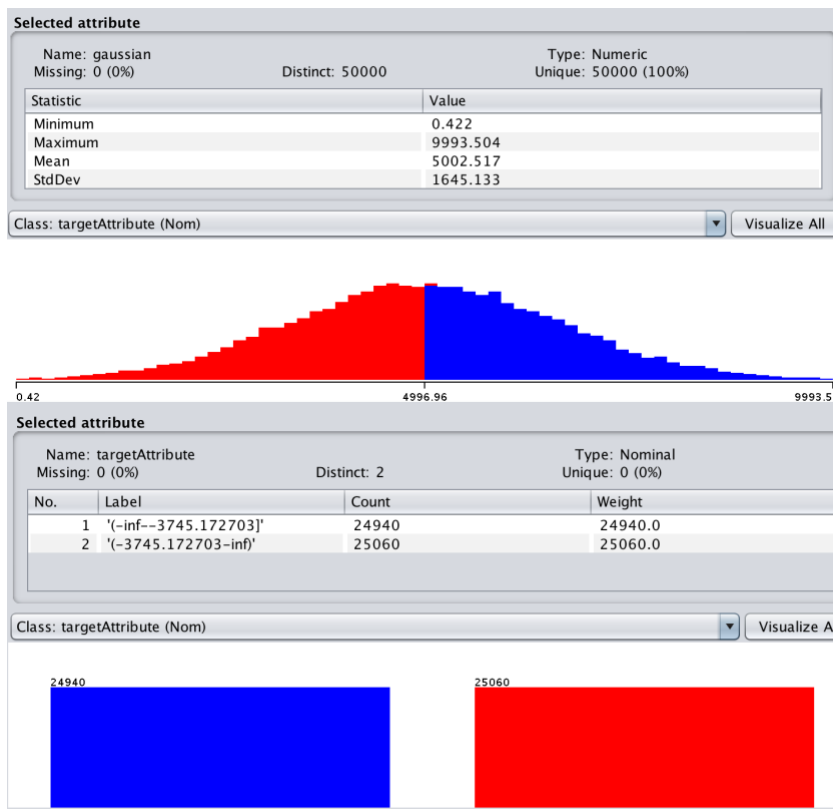 Selected attribute
Name: gaussian Type: Numeric
Missing: 0 (0%) Distinct: 50000 Unique: 50000 (100%)
Statistic Value
Minimum 0.422
Maximum 9993.504
Mean 5002.517
StdDev 1645.133
Class: targetAttribute (Nom) Visualize All
0.42 4996.96 9993.5
Selected attribute
Name: targetAttribute Type: Nominal
Missing: 0 (0%) Distinct: 2 Unique: 0 (0%)
No. Label Count Weight
1 '(-inf--3745.172703]' 24940 24940.0
2 '(-3745.172703-inf)' 25060 25060.0
Class: targetAttribute (Nom) Visualize A
24940 25060